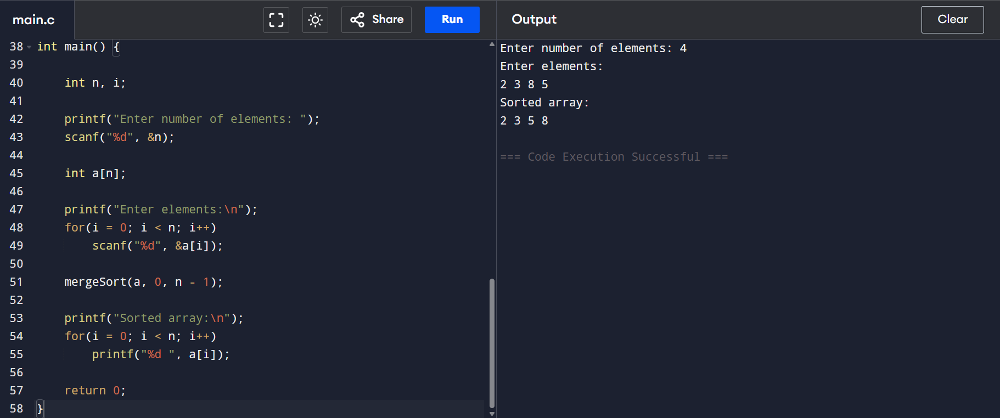 main.c
Share
Run
Output
Clear
38 int main() {
39
40     int n, i;
41
42     printf("Enter number of elements: ");
43     scanf("%d", &n);
44
45     int a[n];
46
47     printf("Enter elements:\n");
48     for(i = 0; i < n; i++)
49         scanf("%d", &a[i]);
50
51     mergeSort(a, 0, n - 1);
52
53     printf("Sorted array:\n");
54     for(i = 0; i < n; i++)
55         printf("%d ", a[i]);
56
57     return 0;
58 }
Enter number of elements: 4
Enter elements:
2 3 8 5
Sorted array:
2 3 5 8
=== Code Execution Successful ===